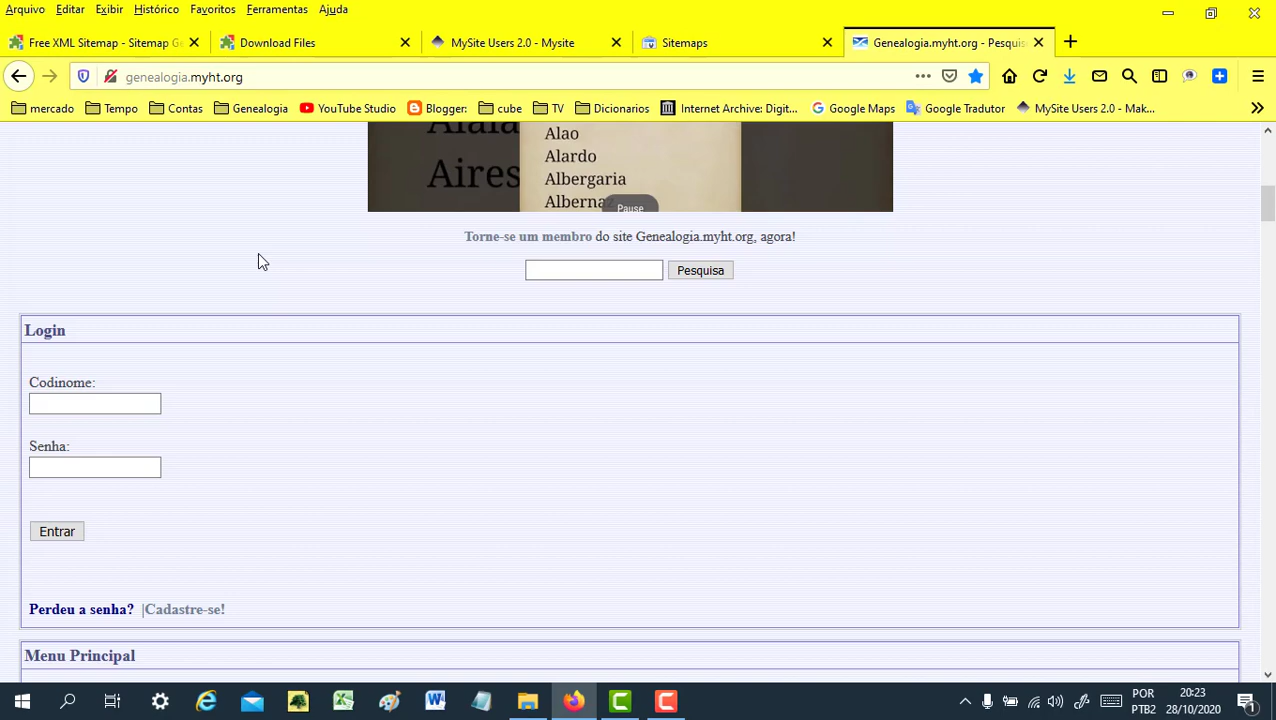 Arquivo Editar Exibir Histórico Favoritos Ferramentas Ajuda
Free XML Sitemap - Sitemap Ge Download Files MySite Users 2.0 - Mysite Sitemaps Genealogia.myht.org - Pesquis
genealogia.myht.org
mercado Tempo Contas Genealogia YouTube Studio Blogger: cube TV Dicionarios Internet Archive: Digit... Google Maps Google Tradutor MySite Users 2.0 - Mak...
Alao
Aires
Alardo
Albergaria
Albernaz
Pause
Torne-se um membro do site Genealogia.myht.org, agora!
Pesquisa
Login
Codinome:
Senha:
Entrar
Perdeu a senha? |Cadastre-se!
Menu Principal
POR 20:23
PTB2 28/10/2020 1